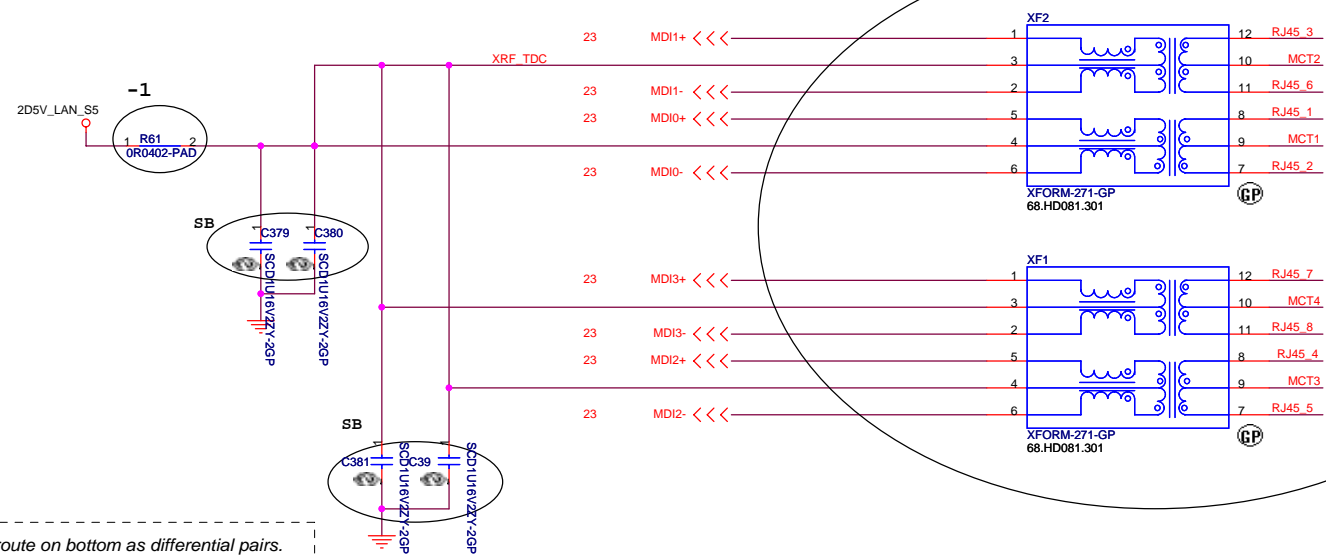 XF2
23 MDI1+ 1 12 RJ45_3
XRF_TDC 3 10 MCT2
23 MDI1- 2 11 RJ45_6
23 MDI0+ 5 8 RJ45_1
4 9 MCT1
23 MDI0- 6 7 RJ45_2
XFORM-271-GP
68.HD081.301
GP
-1
2D5V_LAN_S5
1 R61 2
0R0402-PAD
SB
1 C379
SCD1U16V2ZY-2GP
1 C380
SCD1U16V2ZY-2GP
XF1
23 MDI3+ 1 12 RJ45_7
3 10 MCT4
23 MDI3- 2 11 RJ45_8
23 MDI2+ 5 8 RJ45_4
4 9 MCT3
23 MDI2- 6 7 RJ45_5
XFORM-271-GP
68.HD081.301
GP
SB
1 C381
SCD1U16V2ZY-2GP
1 C39
SCD1U16V2ZY-2GP
route on bottom as differential pairs.